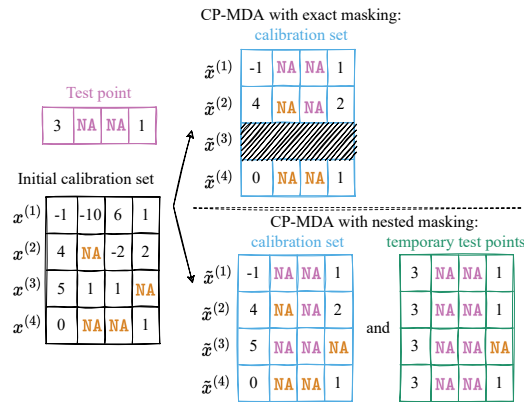 CP-MDA with exact masking:
calibration set
x̃⁽¹⁾ -1 NA NA 1
x̃⁽²⁾ 4 NA NA 2
x̃⁽³⁾
x̃⁽⁴⁾ 0 NA NA 1
Test point
3 NA NA 1
Initial calibration set
x⁽¹⁾ -1 -10 6 1
x⁽²⁾ 4 NA -2 2
x⁽³⁾ 5 1 1 NA
x⁽⁴⁾ 0 NA NA 1
CP-MDA with nested masking:
calibration set
x̃⁽¹⁾ -1 NA NA 1
x̃⁽²⁾ 4 NA NA 2
x̃⁽³⁾ 5 NA NA NA
x̃⁽⁴⁾ 0 NA NA 1
and
temporary test points
3 NA NA 1
3 NA NA 1
3 NA NA NA
3 NA NA 1